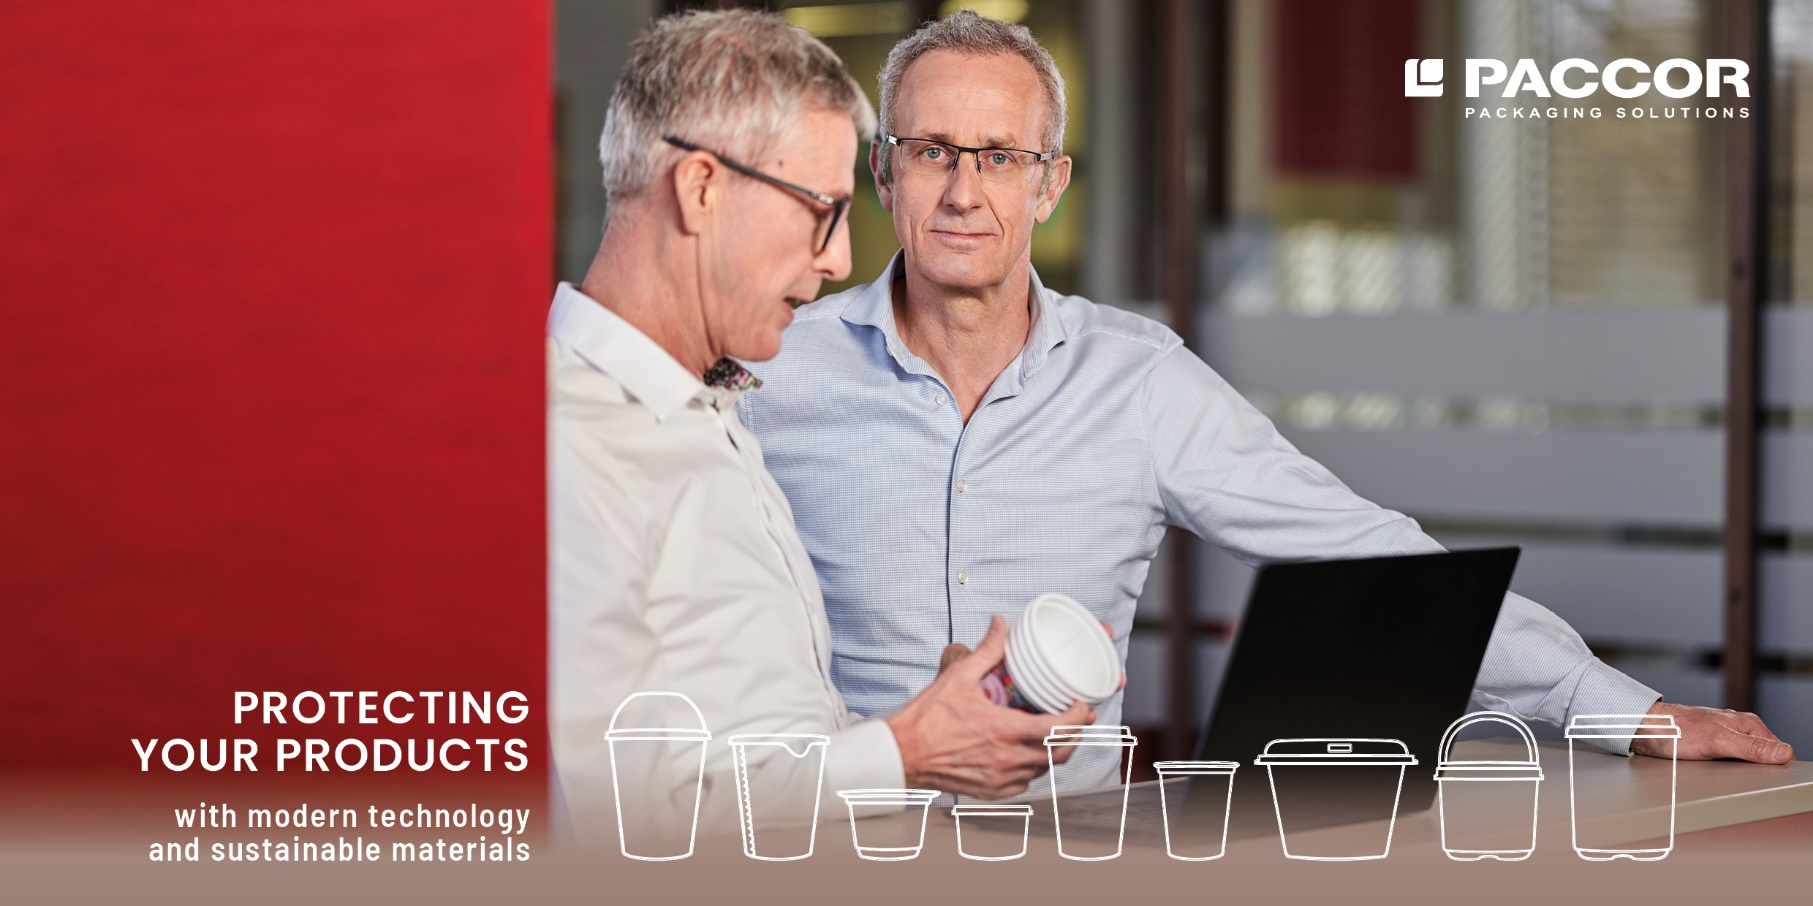 PACCOR
PACKAGING SOLUTIONS
PROTECTING
YOUR PRODUCTS
with modern technology
and sustainable materials